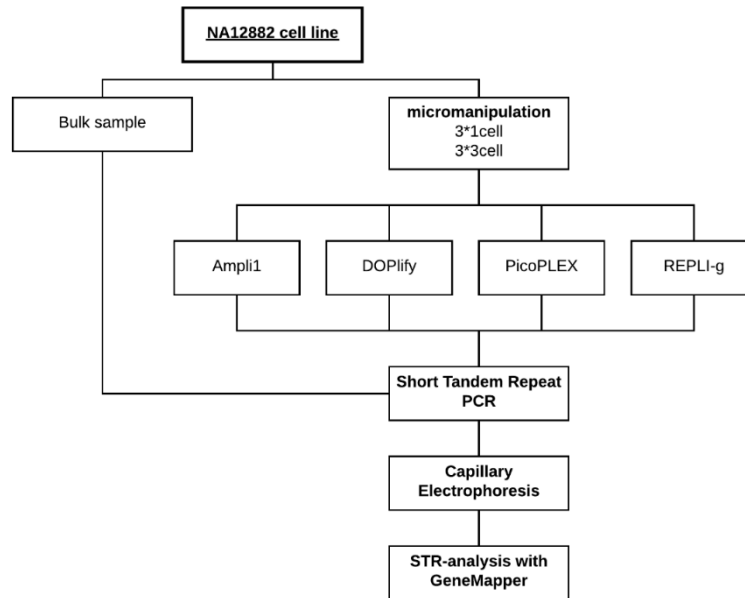 NA12882 cell line
Bulk sample
micromanipulation
3*1cell
3*3cell
Ampli1
DOPlify
PicoPLEX
REPLI-g
Short Tandem Repeat
PCR
Capillary
Electrophoresis
STR-analysis with
GeneMapper